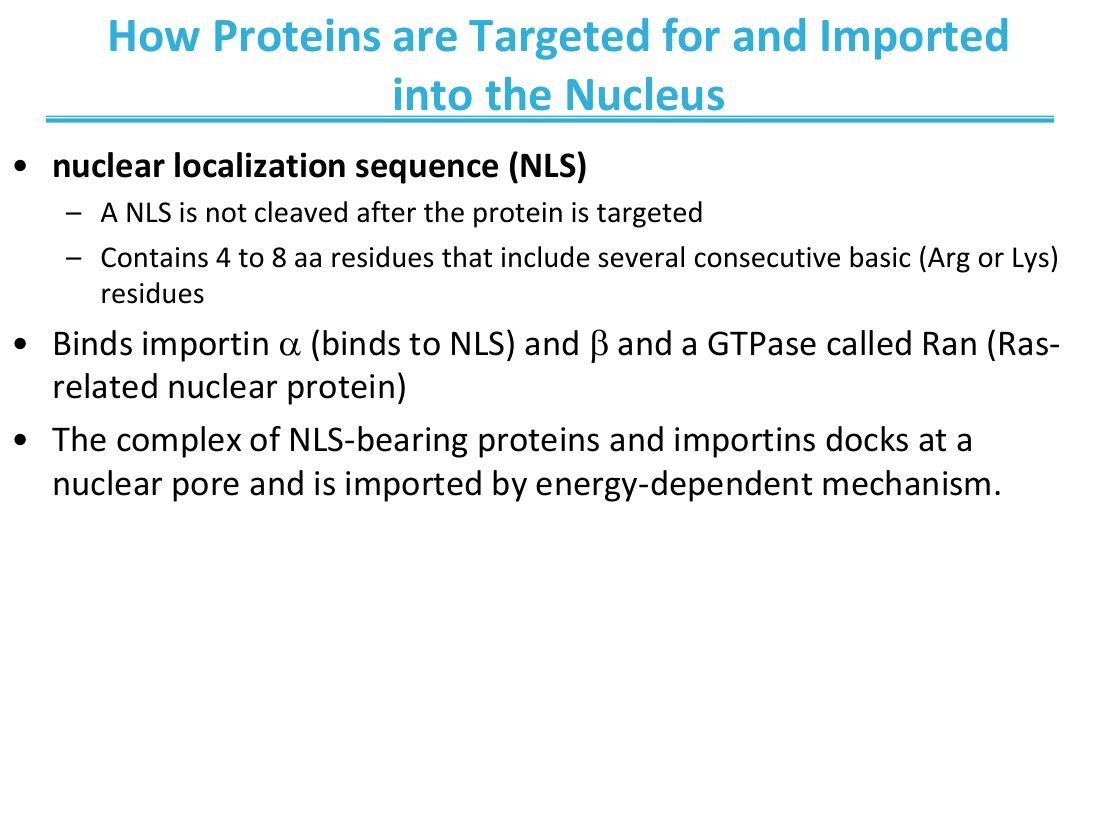 How Proteins are Targeted for and Imported
into the Nucleus
• nuclear localization sequence (NLS)
– A NLS is not cleaved after the protein is targeted
– Contains 4 to 8 aa residues that include several consecutive basic (Arg or Lys)
residues
• Binds importin α (binds to NLS) and β and a GTPase called Ran (Ras-
related nuclear protein)
• The complex of NLS-bearing proteins and importins docks at a
nuclear pore and is imported by energy-dependent mechanism.